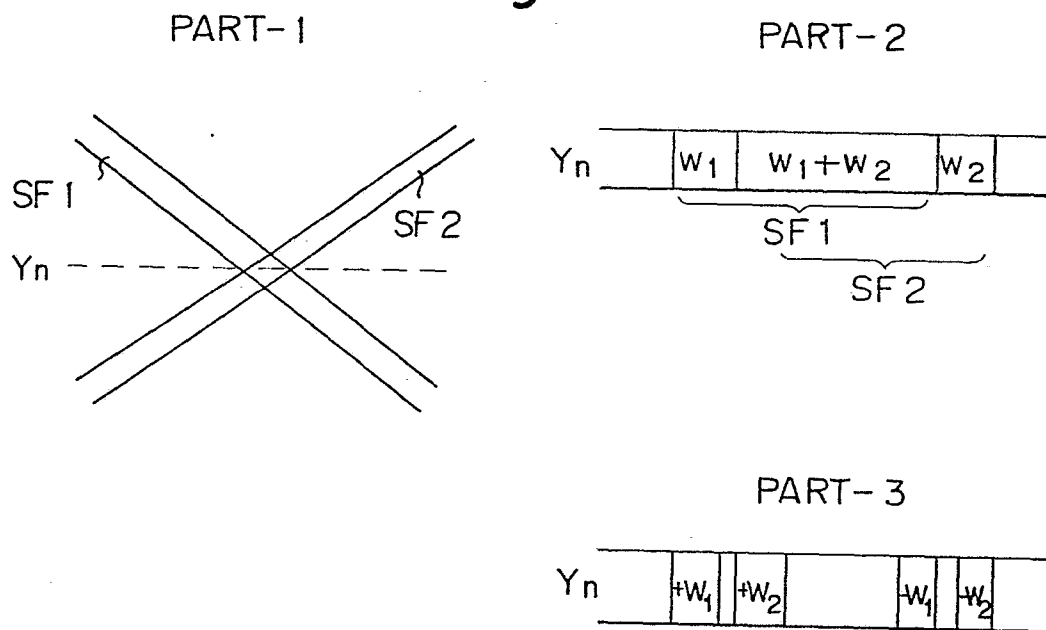 PART-1
SF1
SF2
Yn
PART-2
Yn W1 W1+W2 W2
SF1
SF2
PART-3
Yn +W1 +W2 -W1 -W2